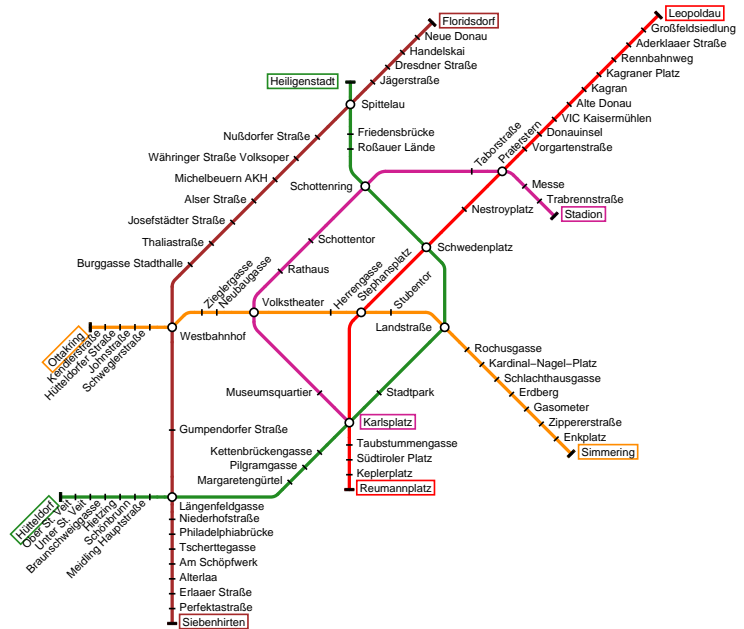 Leopoldau
Floridsdorf
Großfeldsiedlung
Neue Donau
Aderklaaer Straße
Handelskai
Rennbahnweg
Dresdner Straße
Kagraner Platz
Heiligenstadt
Jägerstraße
Kagran
Spittelau
Alte Donau
VIC Kaisermühlen
Nußdorfer Straße
Friedensbrücke
Donauinsel
Roßauer Lände
Taborstraße
Praterstern
Vorgartenstraße
Währinger Straße Volksoper
Michelbeuern AKH
Schottenring
Messe
Alser Straße
Trabrennstraße
Nestroyplatz
Stadion
Josefstädter Straße
Thaliastraße
Schottentor
Schwedenplatz
Burggasse Stadthalle
Rathaus
Zieglergasse
Neubaugasse
Volkstheater
Herrengasse
Stephansplatz
Stubentor
Landstraße
Ottakring
Kendlerstraße
Hütteldorfer Straße
Johnstraße
Schweglerstraße
Westbahnhof
Rochusgasse
Kardinal–Nagel–Platz
Schlachthausgasse
Museumsquartier
Stadtpark
Erdberg
Gasometer
Karlsplatz
Zippererstraße
Gumpendorfer Straße
Enkplatz
Taubstummengasse
Simmering
Kettenbrückengasse
Südtiroler Platz
Pilgramgasse
Keplerplatz
Margaretengürtel
Reumannplatz
Hütteldorf
Ober St. Veit
Unter St. Veit
Braunschweiggasse
Hietzing
Schönbrunn
Meidling Hauptstraße
Längenfeldgasse
Niederhofstraße
Philadelphiabrücke
Tscherttegasse
Am Schöpfwerk
Alterlaa
Erlaaer Straße
Perfektastraße
Siebenhirten